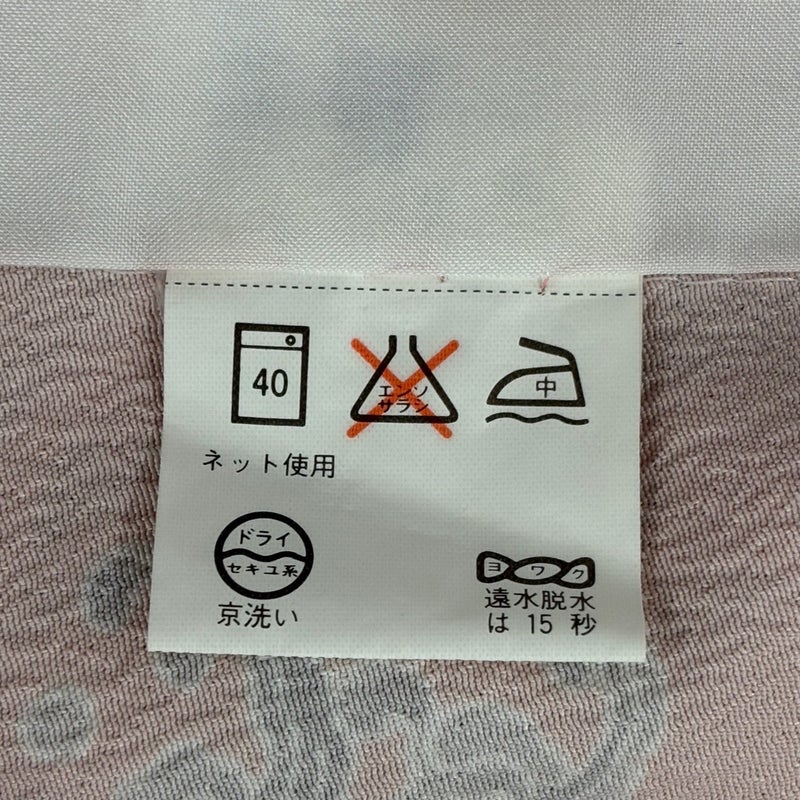 40
エンソ
サラシ
中
ネット使用
ドライ
セキユ系
京洗い
ヨワク
遠水脱水
は 15 秒